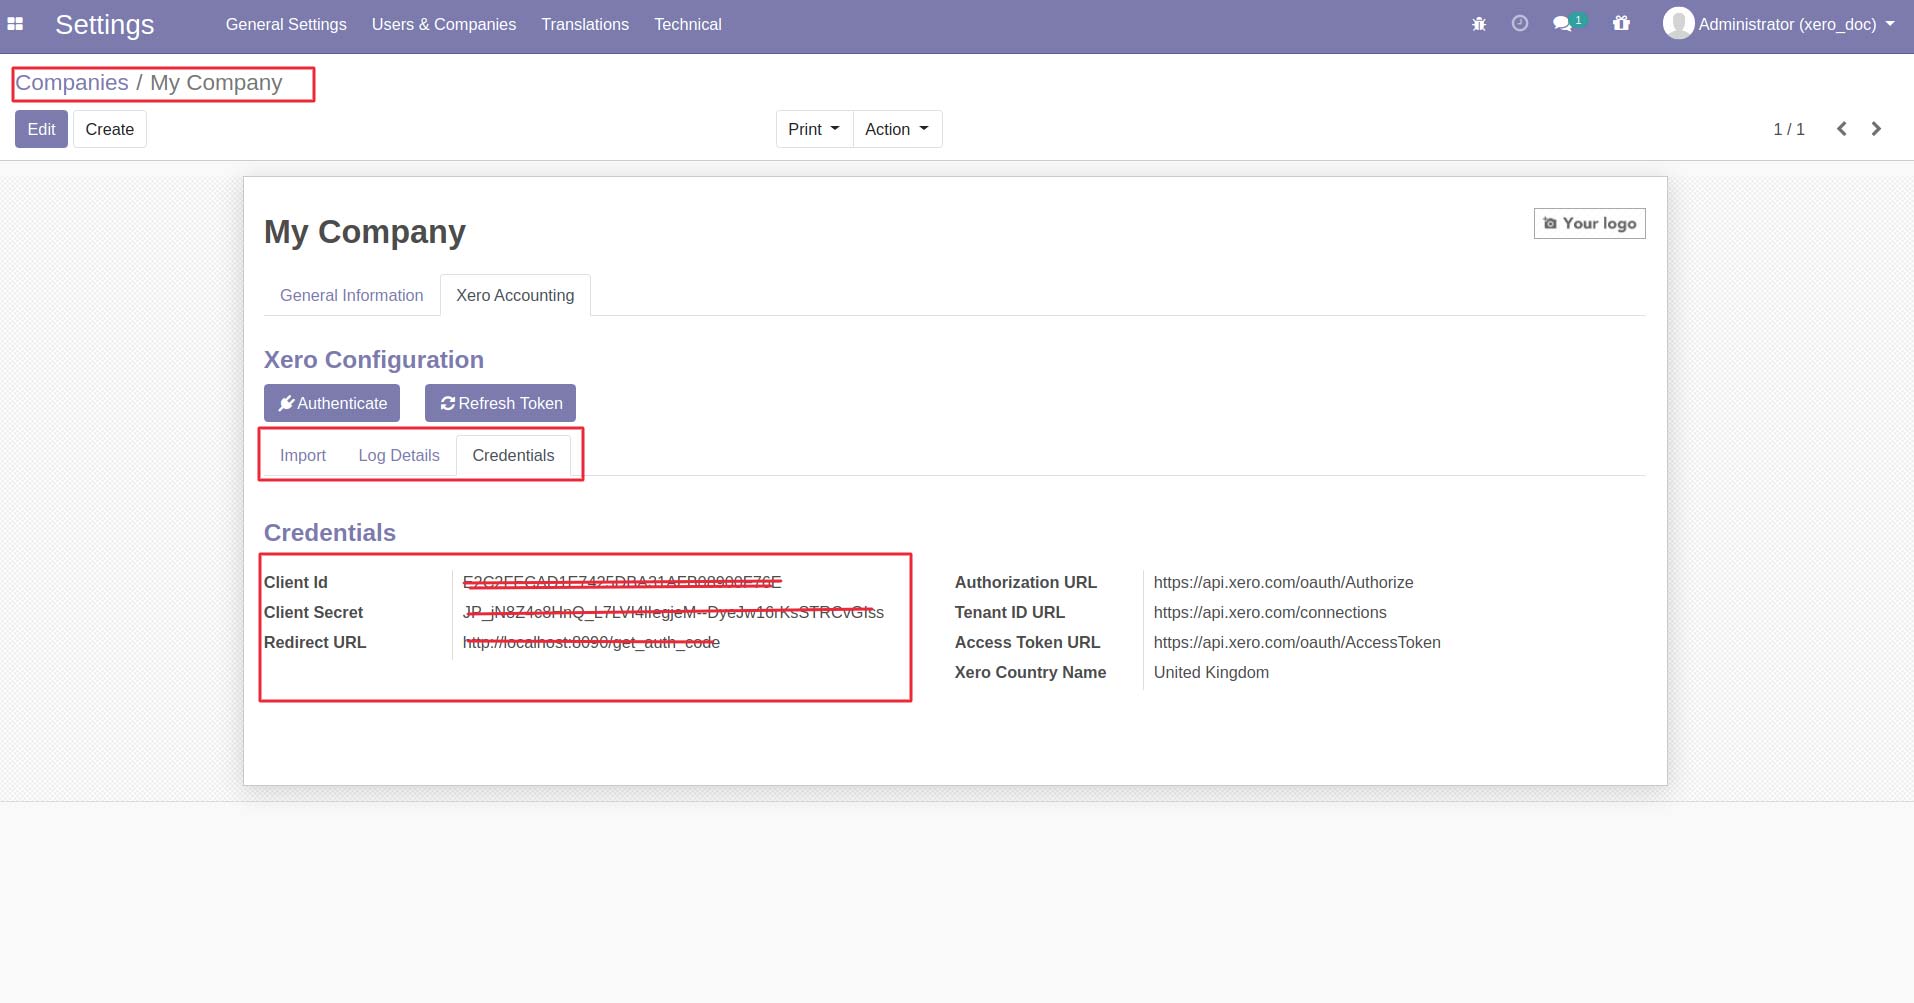 Settings General Settings Users & Companies Translations Technical 1 Administrator (xero_doc)
Companies / My Company
Edit Create Print Action 1 / 1
My Company
Your logo
General Information Xero Accounting
Xero Configuration
Authenticate Refresh Token
Import Log Details Credentials
Credentials
Client Id
Client Secret
Redirect URL http://localhost:8090/get_auth_code
Authorization URL https://api.xero.com/oauth/Authorize
Tenant ID URL https://api.xero.com/connections
Access Token URL https://api.xero.com/oauth/AccessToken
Xero Country Name United Kingdom